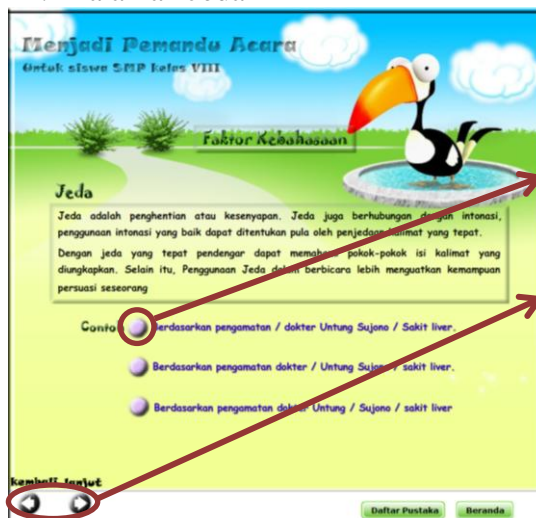 Menjadi Pemandu Acara
Untuk siswa SMP kelas VIII
Faktor Kebahasaan
Jeda
Jeda adalah penghentian atau kesenyapan. Jeda juga berhubungan dengan intonasi,
penggunaan intonasi yang baik dapat ditentukan pula oleh penjedaan kalimat yang tepat.
Dengan jeda yang tepat pendengar dapat memahami pokok-pokok isi kalimat yang
diungkapkan. Selain itu, Penggunaan Jeda dalam berbicara lebih menguatkan kemampuan
persuasi seseorang
Contoh Berdasarkan pengamatan / dokter Untung Sujono / Sakit liver.
Berdasarkan pengamatan dokter / Untung Sujono / sakit liver.
Berdasarkan pengamatan dokter Untung / Sujono / sakit liver
kembali lanjut
Daftar Pustaka Beranda